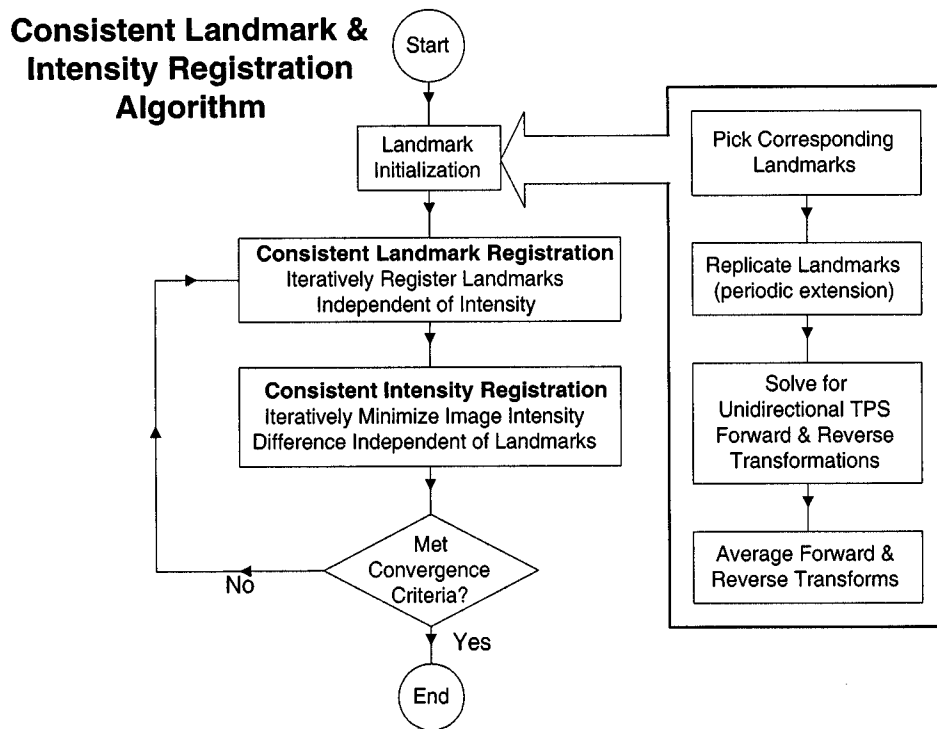 Consistent Landmark &
Intensity Registration
Algorithm
Start
Landmark
Initialization
Consistent Landmark Registration
Iteratively Register Landmarks
Independent of Intensity
Consistent Intensity Registration
Iteratively Minimize Image Intensity
Difference Independent of Landmarks
Met
Convergence
Criteria?
No
Yes
End
Pick Corresponding
Landmarks
Replicate Landmarks
(periodic extension)
Solve for
Unidirectional TPS
Forward & Reverse
Transformations
Average Forward &
Reverse Transforms